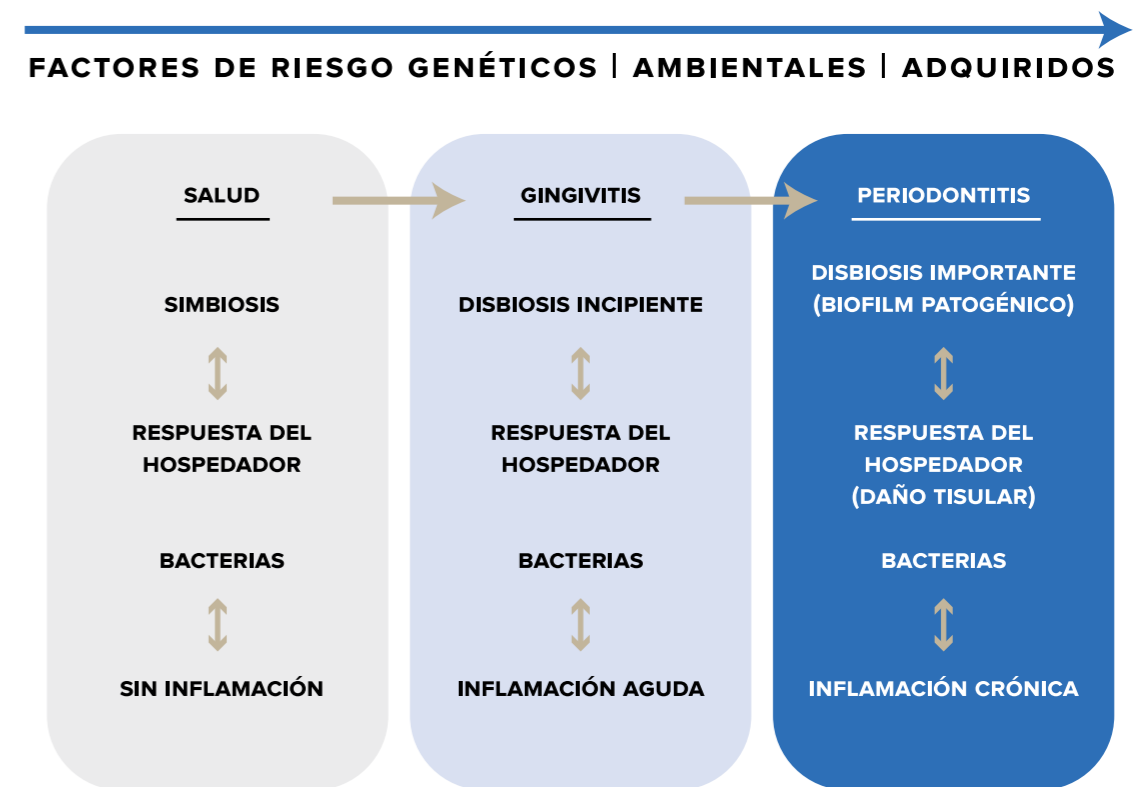 FACTORES DE RIESGO GENÉTICOS | AMBIENTALES | ADQUIRIDOS
SALUD
SIMBIOSIS
RESPUESTA DEL
HOSPEDADOR
BACTERIAS
SIN INFLAMACIÓN
GINGIVITIS
DISBIOSIS INCIPIENTE
RESPUESTA DEL
HOSPEDADOR
BACTERIAS
INFLAMACIÓN AGUDA
PERIODONTITIS
DISBIOSIS IMPORTANTE
(BIOFILM PATOGÉNICO)
RESPUESTA DEL
HOSPEDADOR
(DAÑO TISULAR)
BACTERIAS
INFLAMACIÓN CRÓNICA